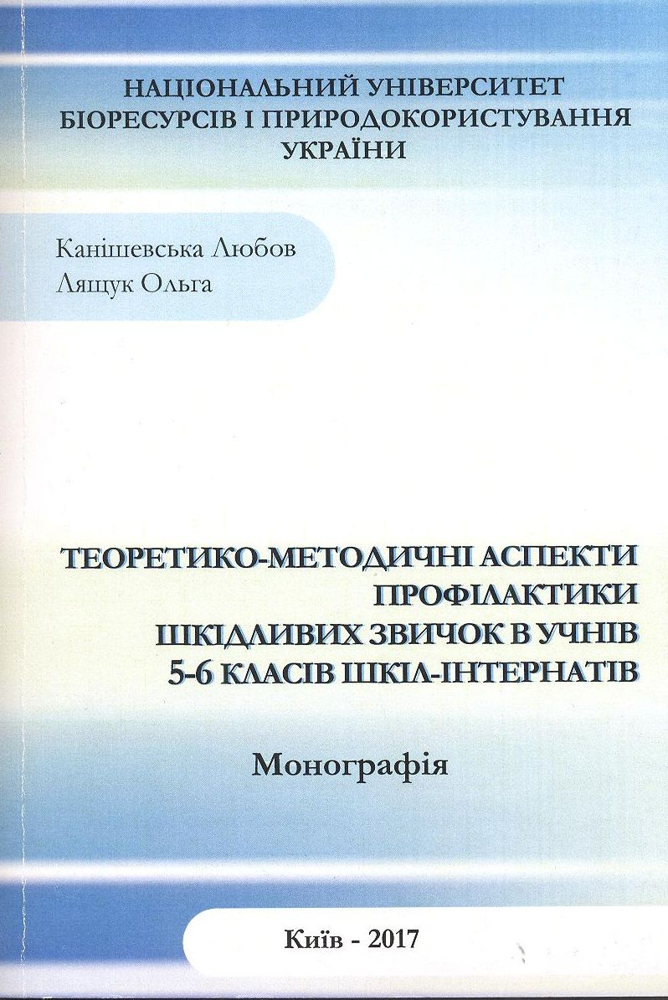 НАЦІОНАЛЬНИЙ УНІВЕРСИТЕТ
БІОРЕСУРСІВ І ПРИРОДОКОРИСТУВАННЯ
УКРАЇНИ
Канішевська Любов
Лящук Ольга
ТЕОРЕТИКО-МЕТОДИЧНІ АСПЕКТИ
ПРОФІЛАКТИКИ
ШКІДЛИВИХ ЗВИЧОК В УЧНІВ
5-6 КЛАСІВ ШКІЛ-ІНТЕРНАТІВ
Монографія
Київ - 2017